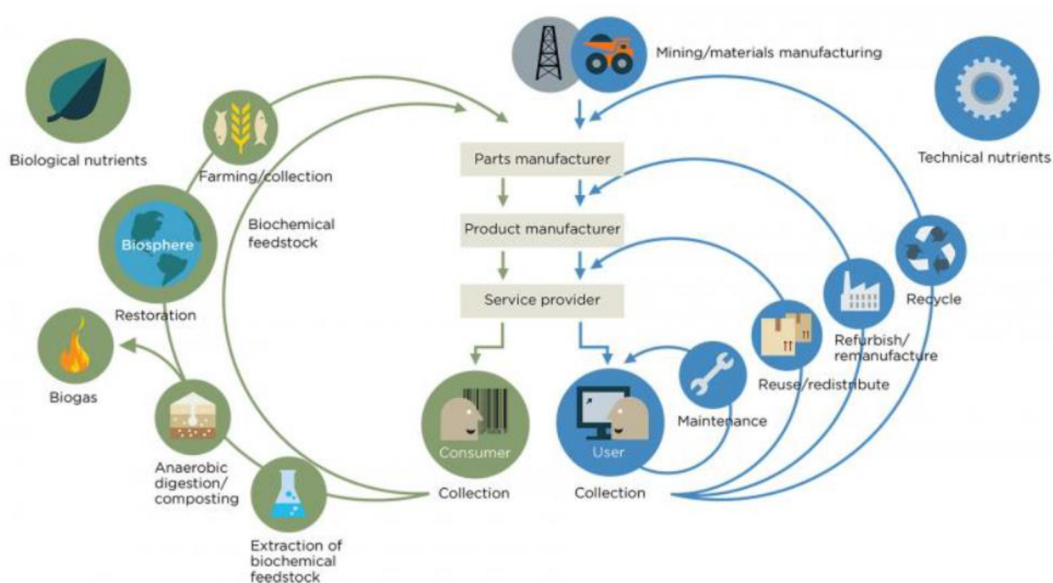 Mining/materials manufacturing
Biological nutrients
Technical nutrients
Farming/collection
Parts manufacturer
Biochemical
feedstock
Product manufacturer
Biosphere
Restoration
Service provider
Recycle
Refurbish/
remanufacture
Reuse/redistribute
Biogas
Maintenance
Consumer
User
Anaerobic
digestion/
composting
Collection
Collection
Extraction of
biochemical
feedstock